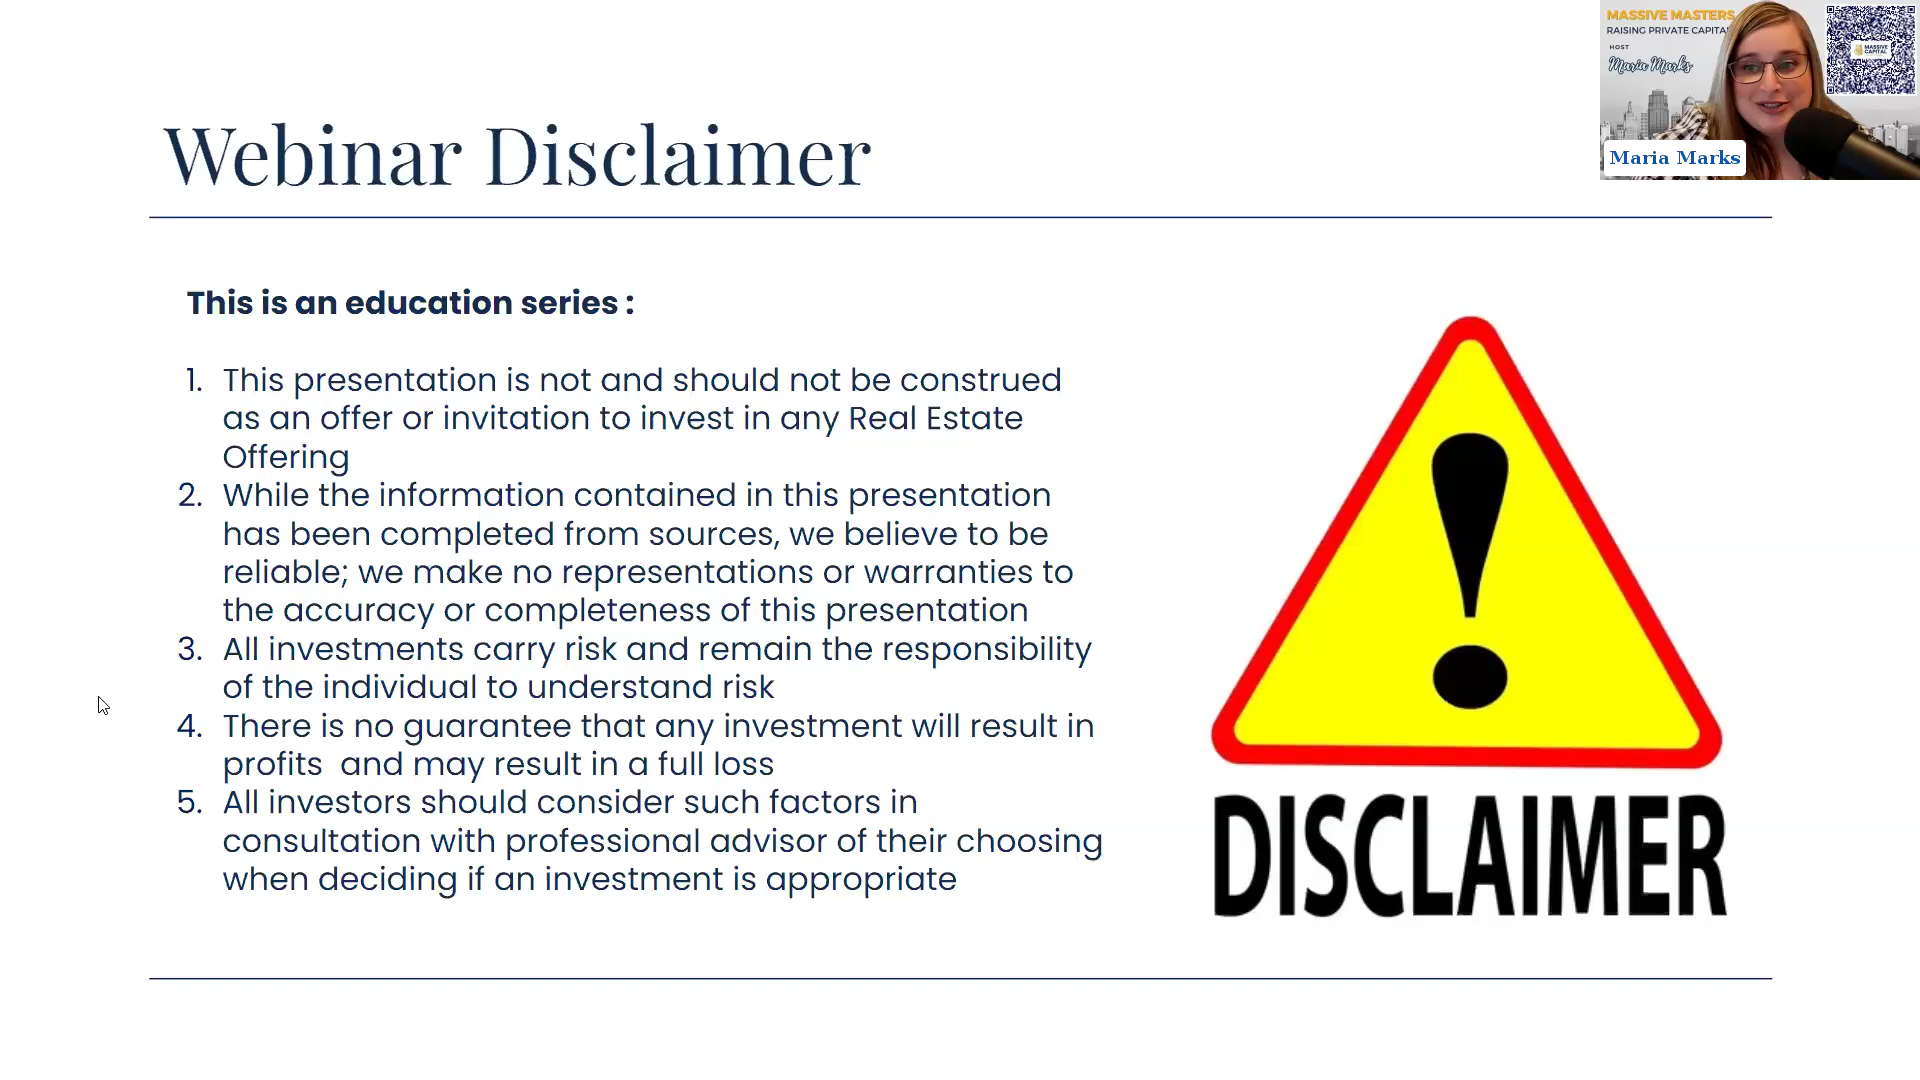 MASSIVE MASTERS
RAISING PRIVATE CAPITAL
HOST
Maria Marks
MASSIVE
CAPITAL
Maria Marks
Webinar Disclaimer
This is an education series :
1. This presentation is not and should not be construed
as an offer or invitation to invest in any Real Estate
Offering
2. While the information contained in this presentation
has been completed from sources, we believe to be
reliable; we make no representations or warranties to
the accuracy or completeness of this presentation
3. All investments carry risk and remain the responsibility
of the individual to understand risk
4. There is no guarantee that any investment will result in
profits  and may result in a full loss
5. All investors should consider such factors in
consultation with professional advisor of their choosing
when deciding if an investment is appropriate
!
DISCLAIMER